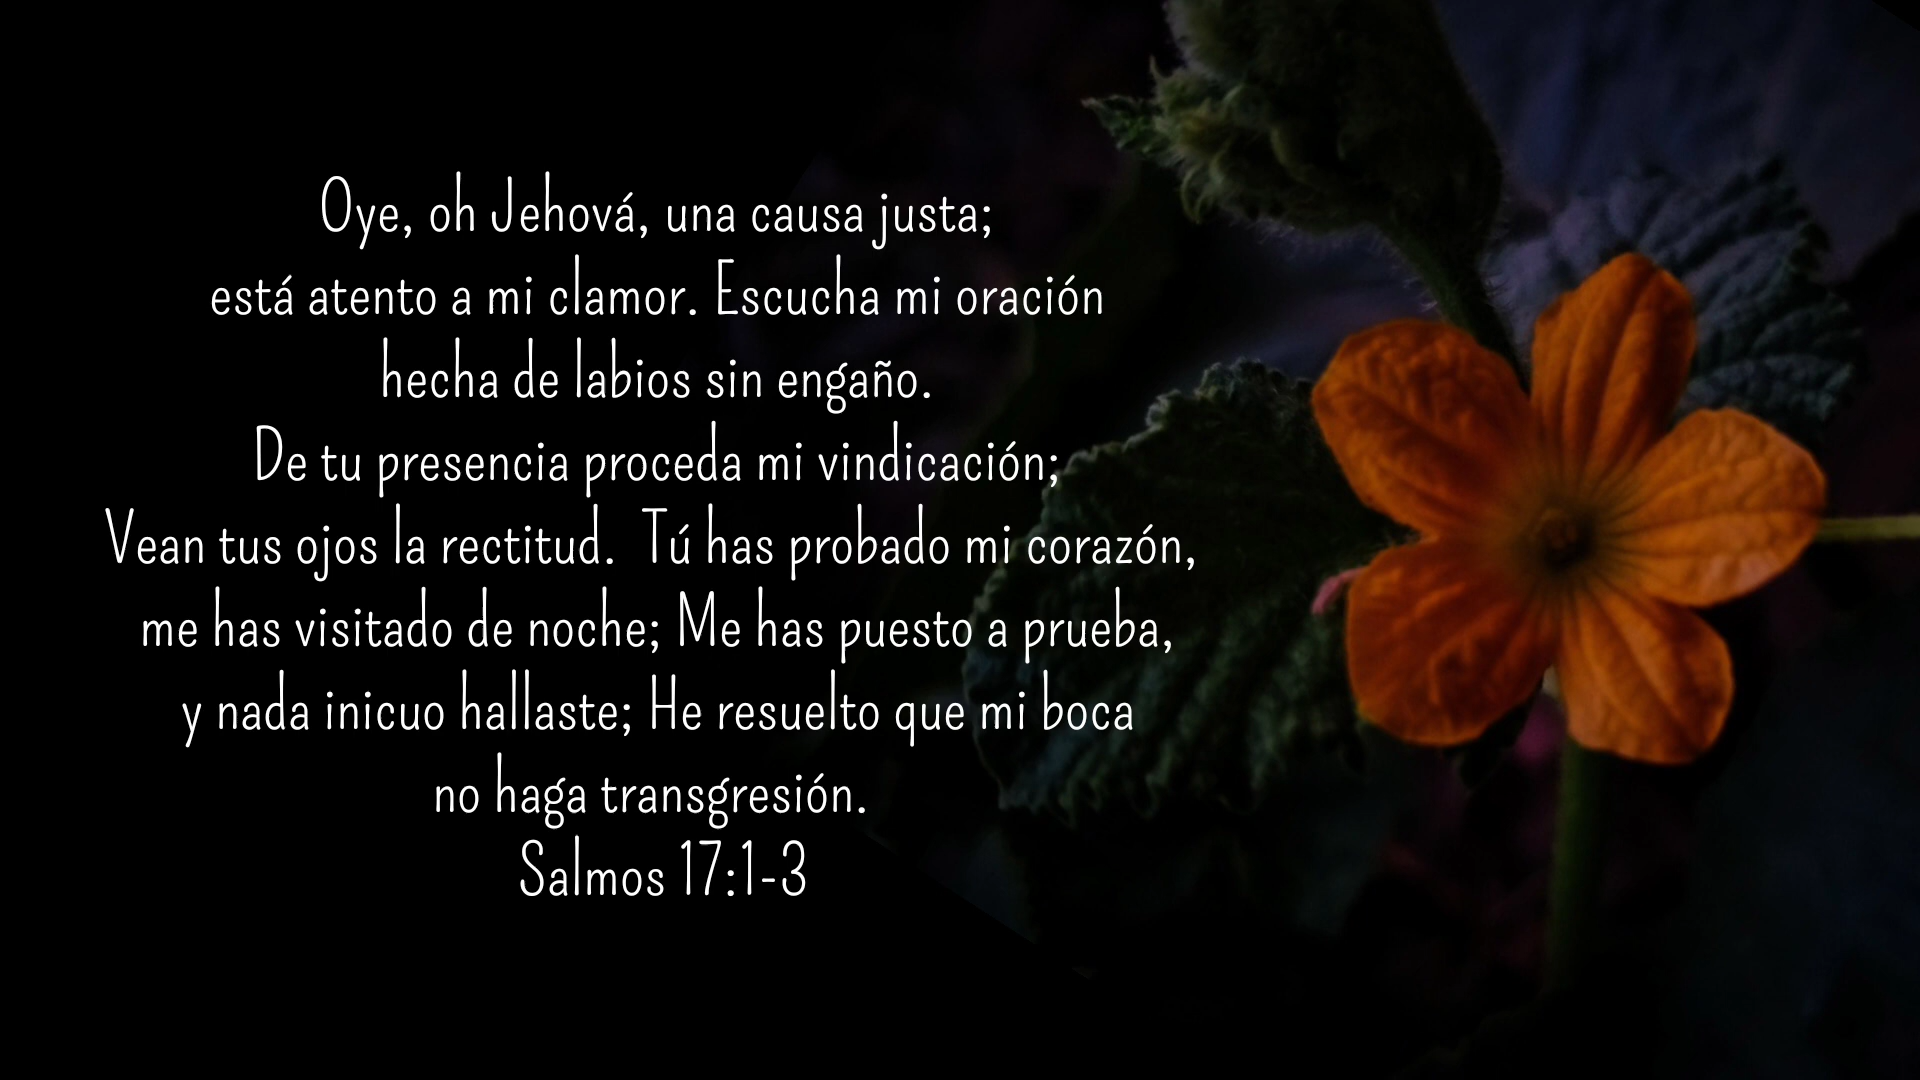 Oye, oh Jehová, una causa justa;
está atento a mi clamor. Escucha mi oración
hecha de labios sin engaño.
De tu presencia proceda mi vindicación;
Vean tus ojos la rectitud.  Tú has probado mi corazón,
me has visitado de noche; Me has puesto a prueba,
y nada inicuo hallaste; He resuelto que mi boca
no haga transgresión.
Salmos 17:1-3